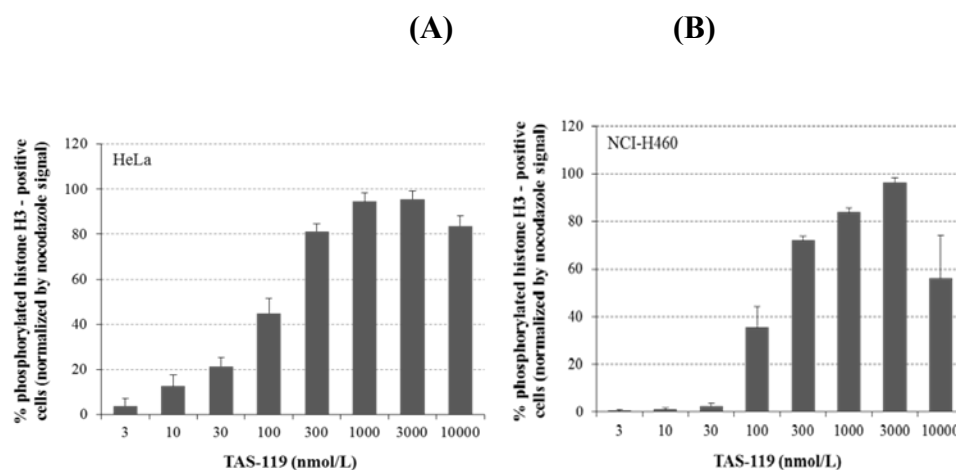 (A)
% phosphorylated histone H3 - positive
cells (normalized by nocodazole signal)
120
100
80
60
40
20
0
HeLa
3 10 30 100 300 1000 3000 10000
TAS-119 (nmol/L)
(B)
% phosphorylated histone H3 - positive
cells (normalized by nocodazole signal)
120
100
80
60
40
20
0
NCI-H460
3 10 30 100 300 1000 3000 10000
TAS-119 (nmol/L)